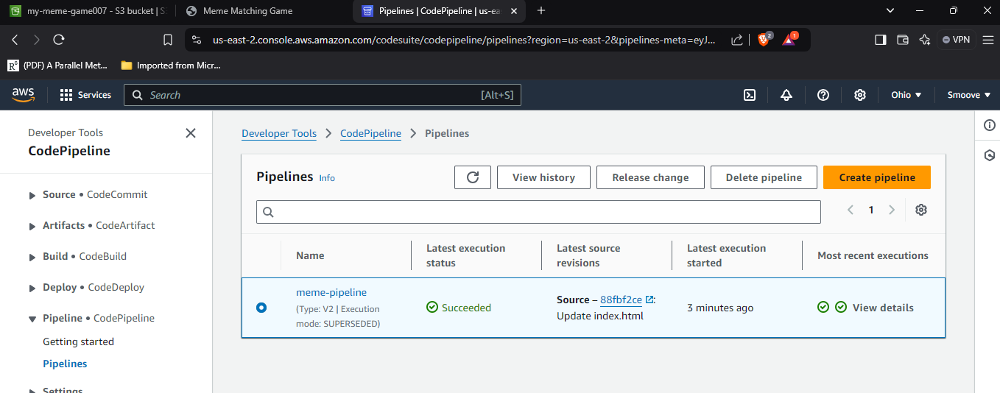 my-meme-game007 - S3 bucket | S3
Meme Matching Game
Pipelines | CodePipeline | us-eas
us-east-2.console.aws.amazon.com/codesuite/codepipeline/pipelines?region=us-east-2&pipelines-meta=eyJ...
2
1
VPN
RG
(PDF) A Parallel Met...
Imported from Micr...
aws
Services
Search
[Alt+S]
Ohio
Smoove
Developer Tools
CodePipeline
Source • CodeCommit
Artifacts • CodeArtifact
Build • CodeBuild
Deploy • CodeDeploy
Pipeline • CodePipeline
Getting started
Pipelines
Settings
Developer Tools
CodePipeline
Pipelines
Pipelines Info
View history
Release change
Delete pipeline
Create pipeline
1
Name
Latest execution status
Latest source revisions
Latest execution started
Most recent executions
meme-pipeline
(Type: V2 | Execution
mode: SUPERSEDED)
Succeeded
Source – 88fbf2ce:
Update index.html
3 minutes ago
View details